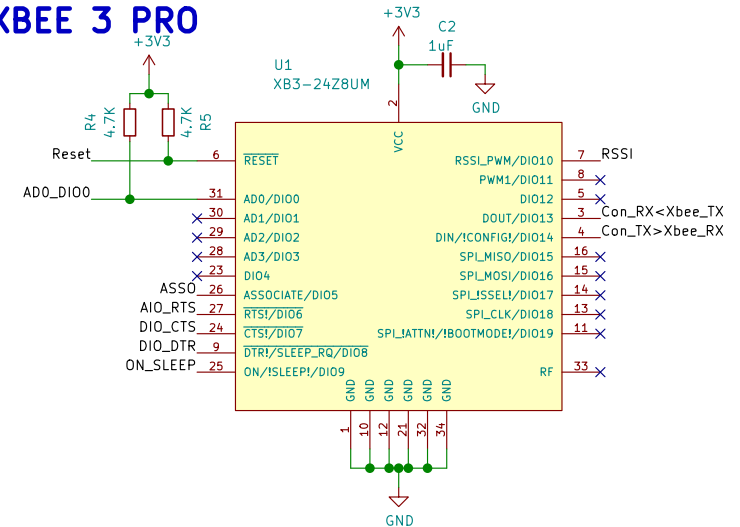 XBEE 3 PRO
+3V3
+3V3
C2
1uF
GND
U1
XB3-24Z8UM
R4
4.7K
4.7K
R5
2
VCC
Reset
6
RESET
RSSI_PWM/DIO10
7
RSSI
PWM1/DIO11
8
AD0_DIO0
31
AD0/DIO0
DIO12
5
30
AD1/DIO1
DOUT/DIO13
3
Con_RX<Xbee_TX
29
AD2/DIO2
DIN/!CONFIG!/DIO14
4
Con_TX>Xbee_RX
28
AD3/DIO3
SPI_MISO/DIO15
16
23
DIO4
SPI_MOSI/DIO16
15
ASSO
26
ASSOCIATE/DIO5
SPI_!SSEL!/DIO17
14
AIO_RTS
27
RTS!/DIO6
SPI_CLK/DIO18
13
DIO_CTS
24
CTS!/DIO7
SPI_!ATTN!/!BOOTMODE!/DIO19
11
DIO_DTR
9
DTR!/SLEEP_RQ/DIO8
ON_SLEEP
25
ON/!SLEEP!/DIO9
RF
33
GND
GND
GND
GND
GND
GND
1
10
12
21
32
34
GND